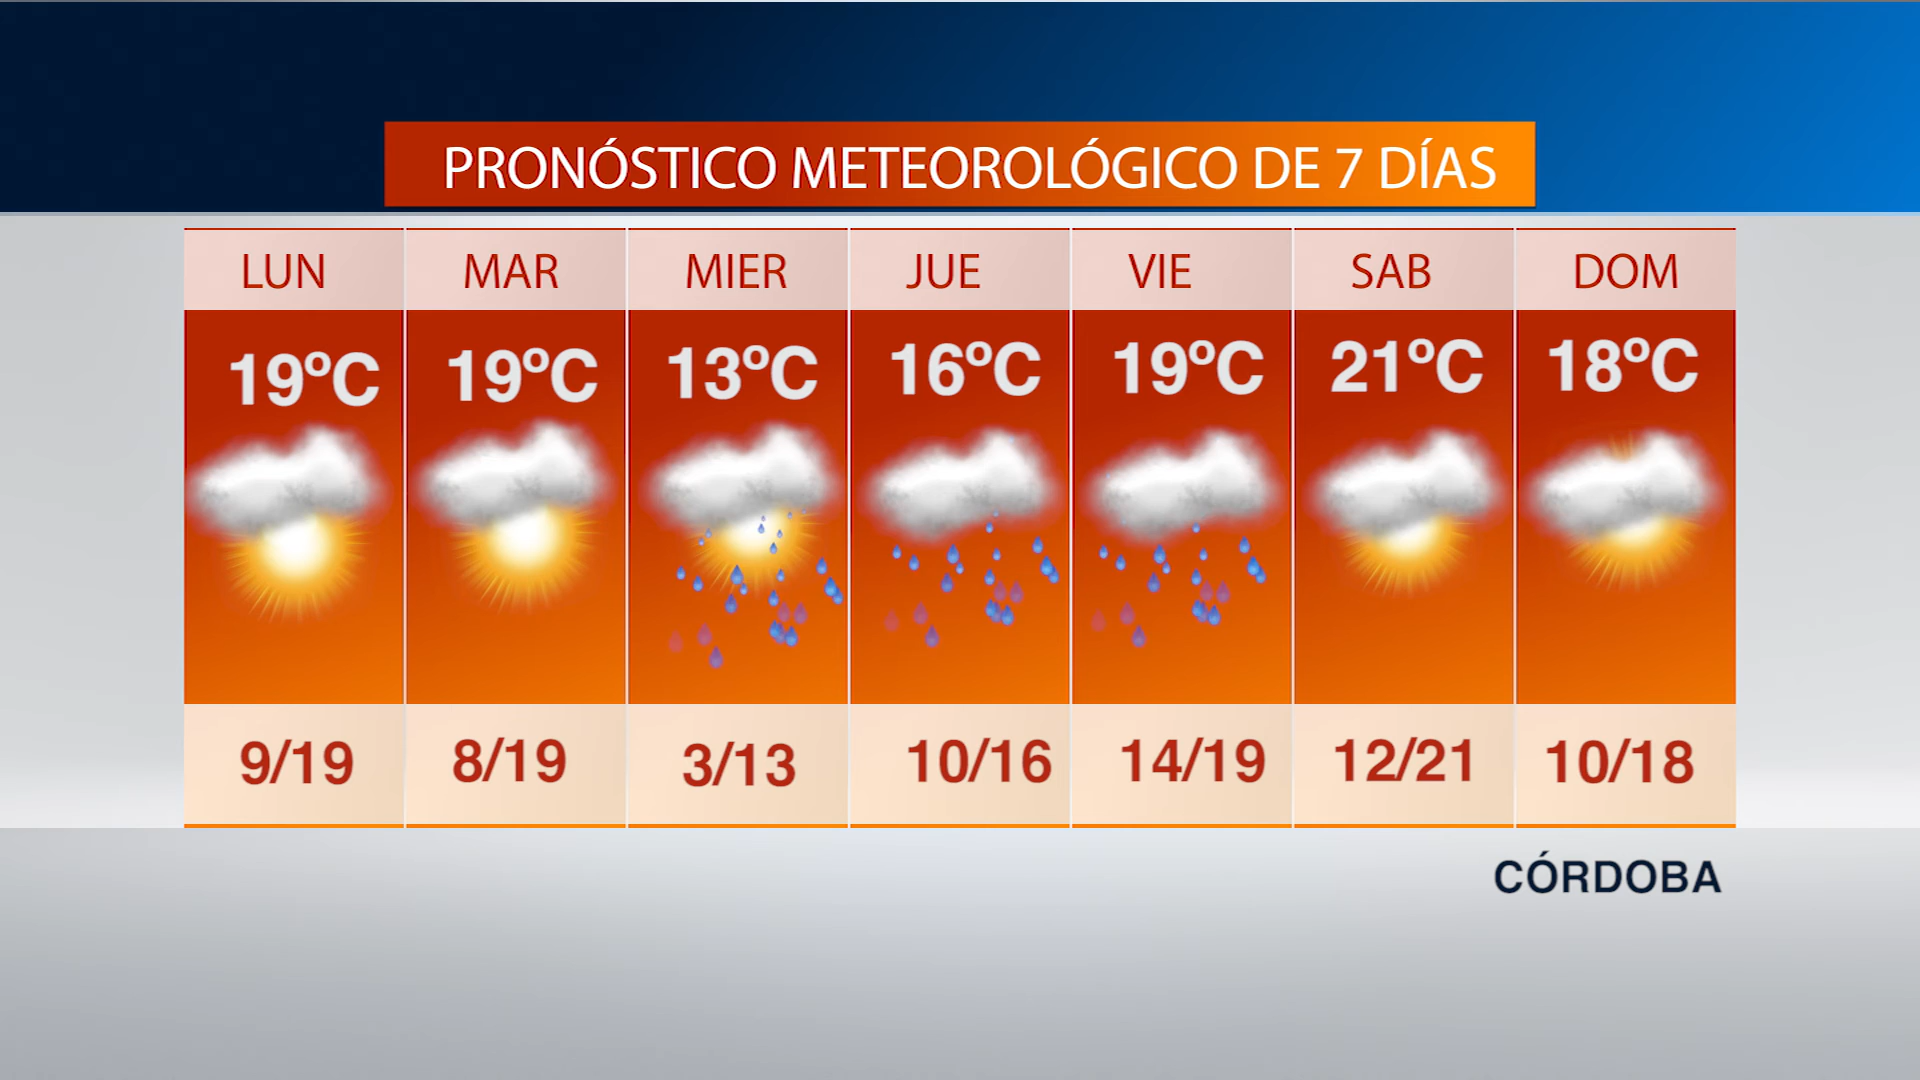 PRONÓSTICO METEOROLÓGICO DE 7 DÍAS
LUN MAR MIER JUE VIE SAB DOM
19ºC 19ºC 13ºC 16ºC 19ºC 21ºC 18ºC
9/19 8/19 3/13 10/16 14/19 12/21 10/18
CÓRDOBA